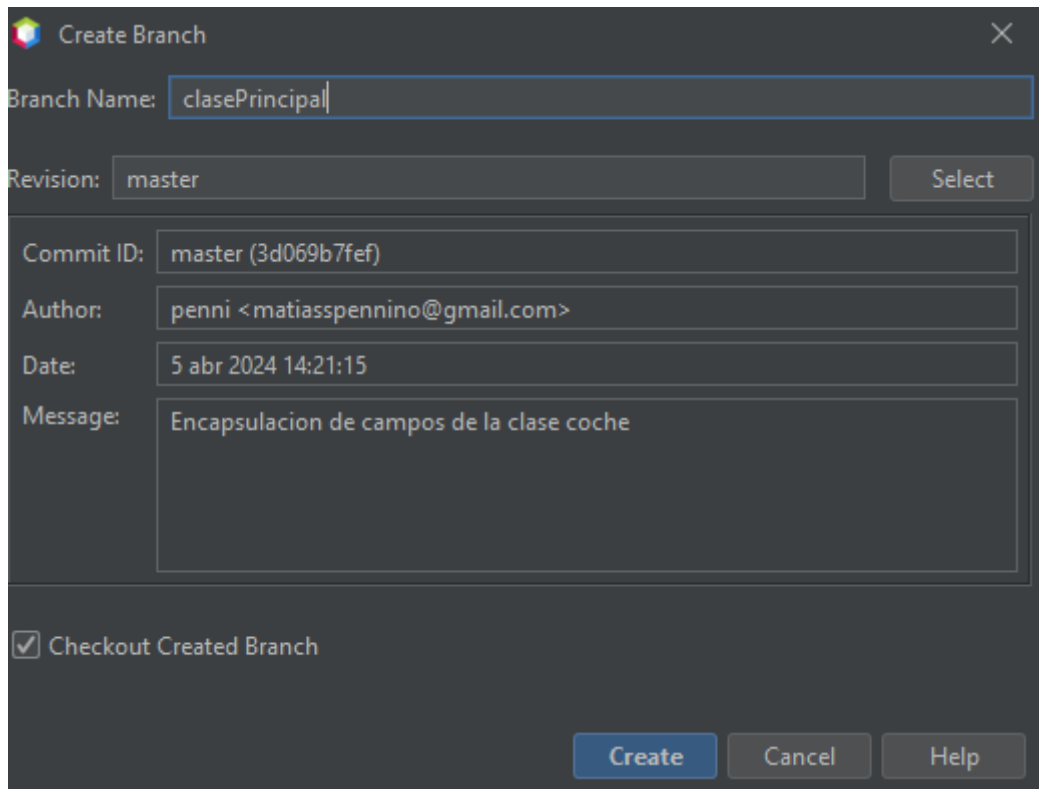 Create Branch
Branch Name: clasePrincipal
Revision: master Select
Commit ID: master (3d069b7fef)
Author: penni <matiasspennino@gmail.com>
Date: 5 abr 2024 14:21:15
Message: Encapsulacion de campos de la clase coche
Checkout Created Branch
Create Cancel Help